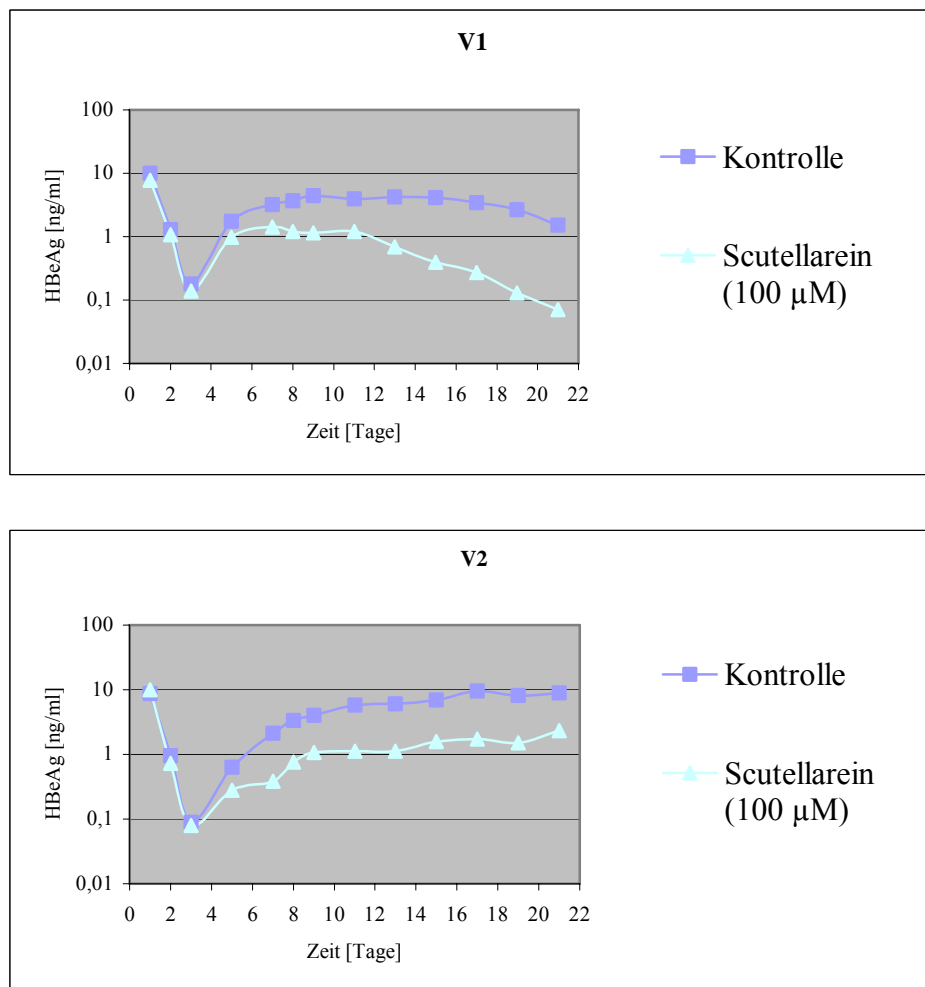 V1
HBeAg [ng/ml]
100
10
1
0,1
0,01
0 2 4 6 8 10 12 14 16 18 20 22
Zeit [Tage]
Kontrolle
Scutellarein
(100 µM)
V2
HBeAg [ng/ml]
100
10
1
0,1
0,01
0 2 4 6 8 10 12 14 16 18 20 22
Zeit [Tage]
Kontrolle
Scutellarein
(100 µM)